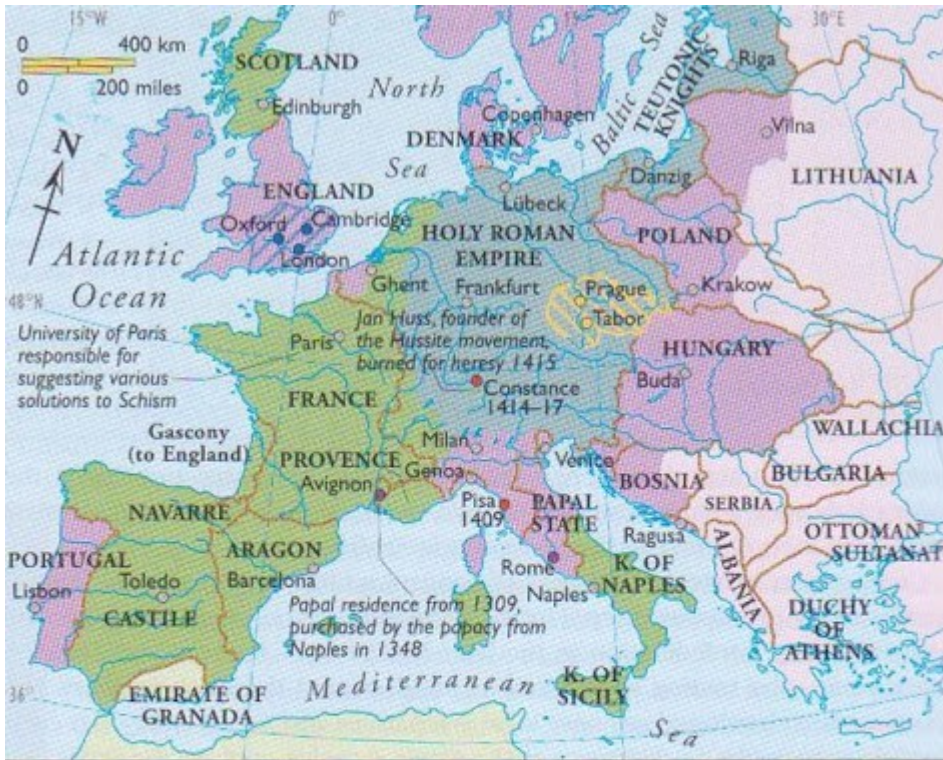 15°W
0°
15°
30°E
0 400 km
0 200 miles
N
SCOTLAND
Edinburgh
North
Sea
DENMARK
Copenhagen
Baltic
Sea
TEUTONIC
KNIGHTS
Riga
Vilna
LITHUANIA
ENGLAND
Oxford
Cambridge
London
Atlantic
Ocean
48°N
Danzig
Lübeck
HOLY ROMAN
EMPIRE
POLAND
Ghent
Frankfurt
Prague
Tabor
Krakow
University of Paris
responsible for
suggesting various
solutions to Schism
Paris
Jan Huss, founder of
the Hussite movement,
burned for heresy 1415
HUNGARY
Buda
Constance
1414–17
FRANCE
Gascony
(to England)
Milan
Venice
WALLACHIA
PROVENCE
Avignon
Genoa
BOSNIA
BULGARIA
SERBIA
NAVARRE
Pisa
1409
PAPAL
STATE
Ragusa
OTTOMAN
SULTANAT
ALBANIA
PORTUGAL
Lisbon
ARAGON
Toledo
Barcelona
CASTILE
Rome
Naples
K. OF
NAPLES
Papal residence from 1309,
purchased by the papacy from
Naples in 1348
DUCHY
OF
ATHENS
36°
EMIRATE OF
GRANADA
Mediterranean
Sea
K. OF
SICILY